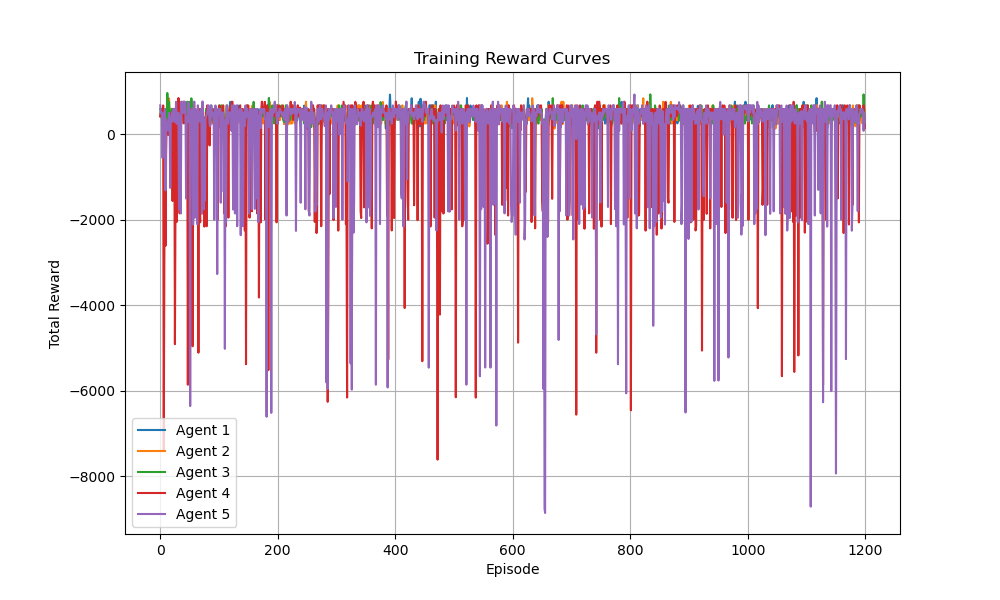 Training Reward Curves
Total Reward
0
−2000
−4000
−6000
−8000
Agent 1
Agent 2
Agent 3
Agent 4
Agent 5
0 200 400 600 800 1000 1200
Episode